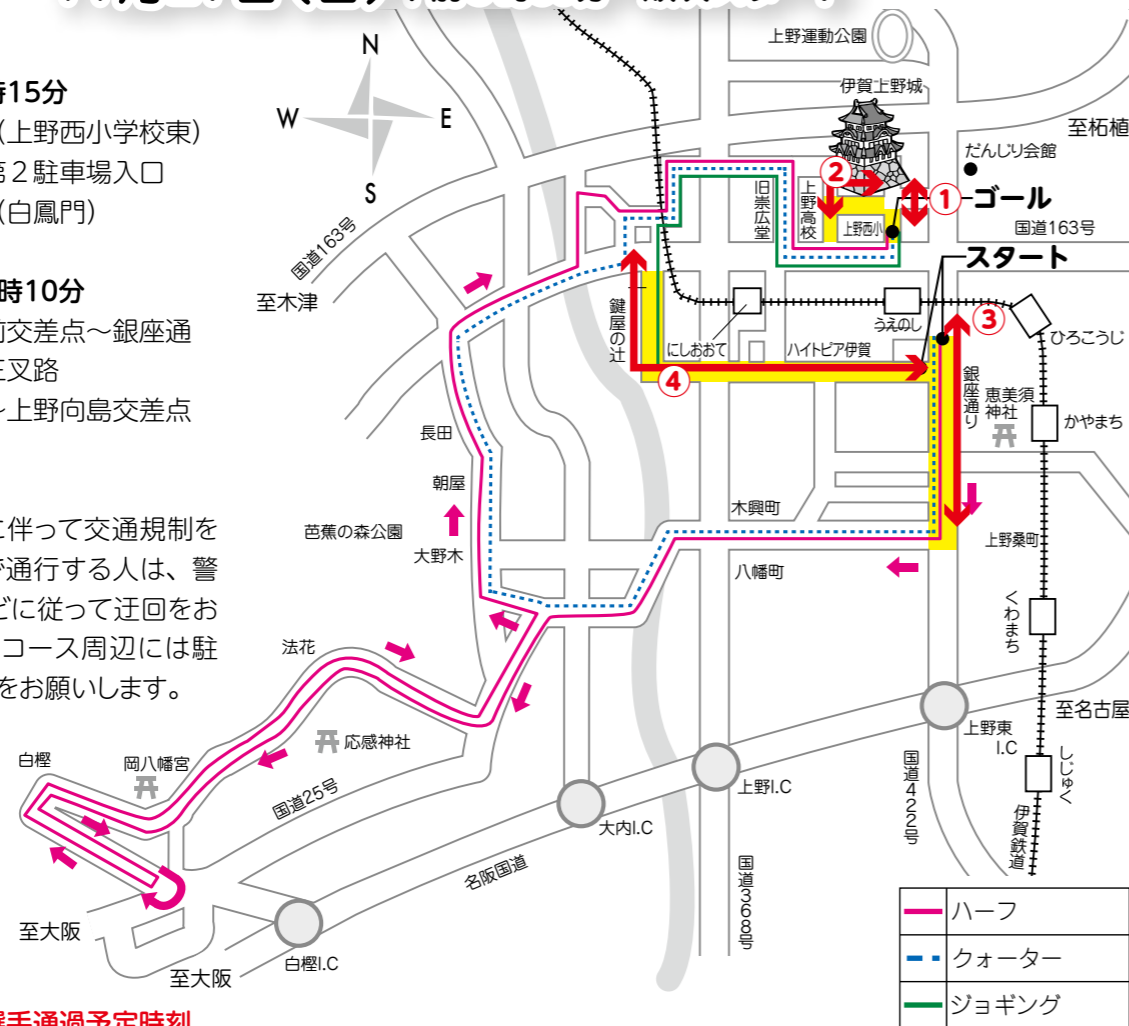 時15分
(上野西小学校東)
第2駐車場入口
(白鳳門)
時10分
前交差点～銀座通
三叉路
～上野向島交差点
に伴って交通規制を
で通行する人は、警
どに従って迂回をお
コース周辺には駐
をお願いします。
選手通過予定時刻
N
W
E
S
上野運動公園
伊賀上野城
至柘植
だんじり会館
②
①
ゴール
旧崇広堂
上野高校
上野西小
国道163号
国道163号
スタート
至木津
鍵屋の辻
にしおおて
うえのし
③
ひろこうじ
ハイトピア伊賀
④
銀座通り
恵美須
神社
かやまち
長田
朝屋
芭蕉の森公園
大野木
木興町
八幡町
上野桑町
くわまち
法花
応感神社
至名古屋
上野東
I.C
しじゅく
白樫
岡八幡宮
国道25号
上野I.C
大内I.C
国道422号
伊賀鉄道
名阪国道
国道368号
至大阪
白樫I.C
至大阪
ハーフ
クォーター
ジョギング